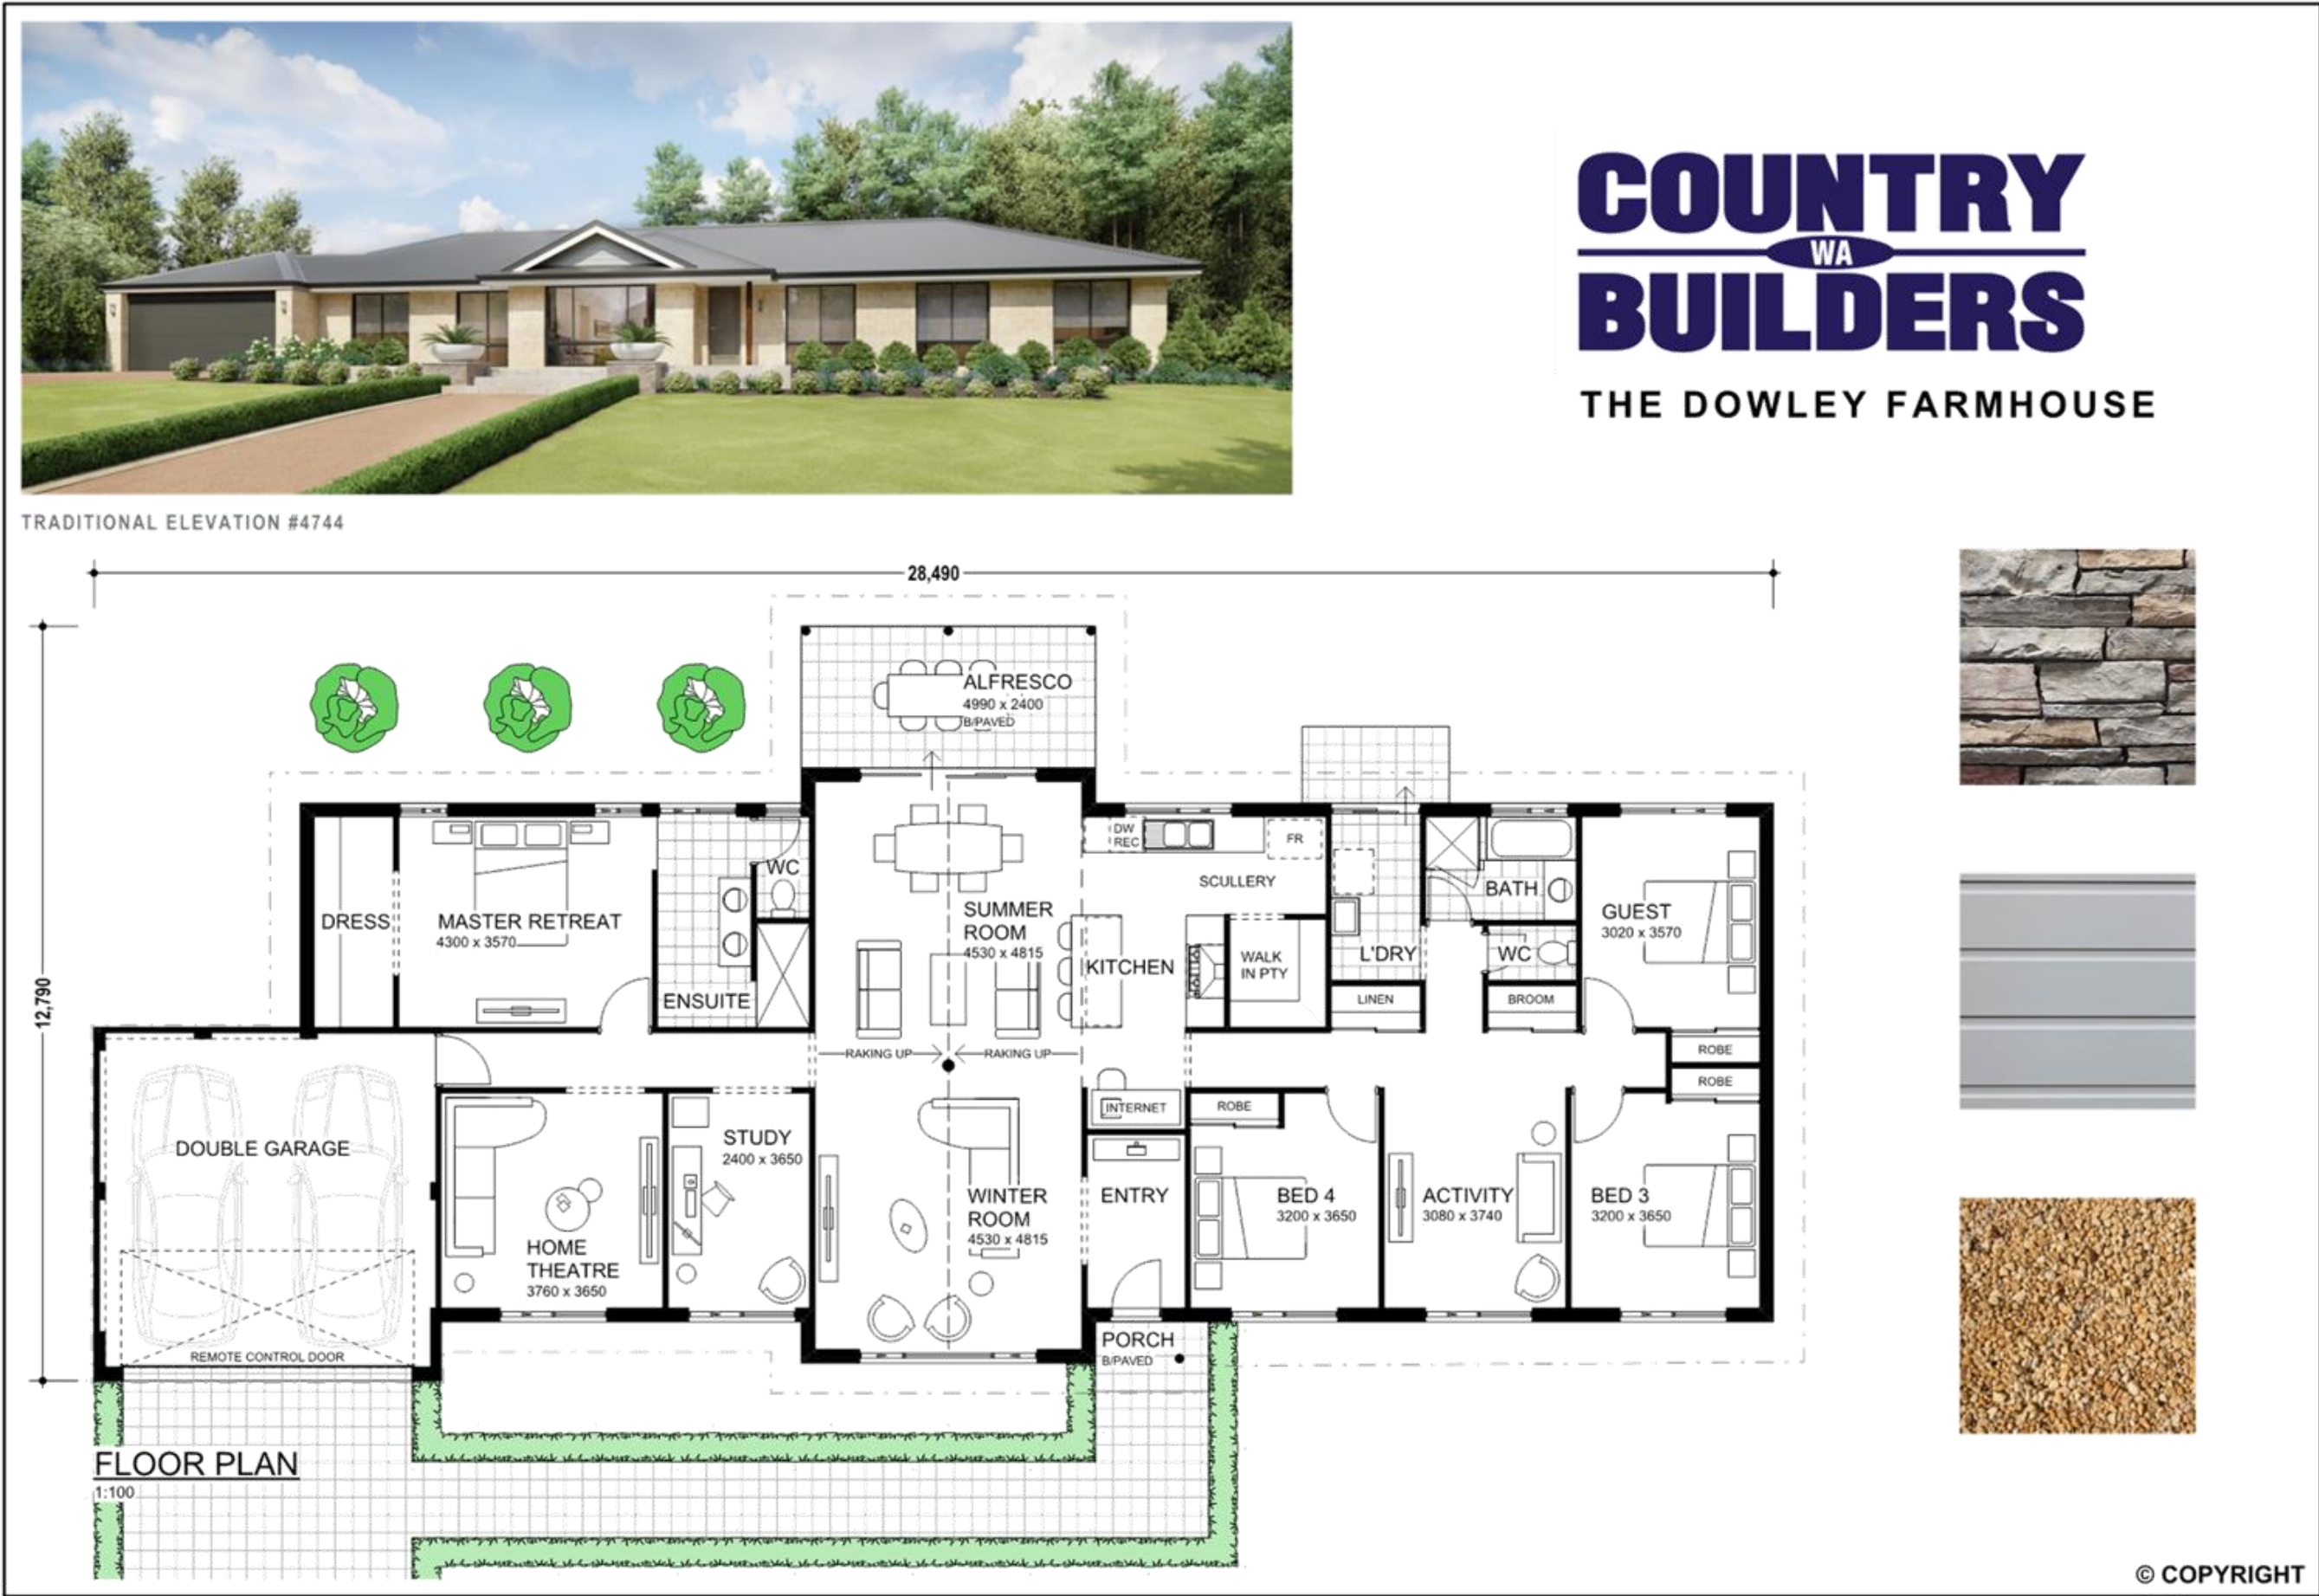 COUNTRY
WA
BUILDERS
THE DOWLEY FARMHOUSE
TRADITIONAL ELEVATION #4744
28,490
12,790
ALFRESCO
4990 x 2400
B/PAVED
DRESS
MASTER RETREAT
4300 x 3570
ENSUITE
WC
SUMMER
ROOM
4530 x 4815
DW
REC
FR
SCULLERY
KITCHEN
WALK
IN PTY
L'DRY
LINEN
BATH
WC
BROOM
GUEST
3020 x 3570
ROBE
ROBE
RAKING UP
RAKING UP
DOUBLE GARAGE
REMOTE CONTROL DOOR
HOME
THEATRE
3760 x 3650
STUDY
2400 x 3650
WINTER
ROOM
4530 x 4815
INTERNET
ENTRY
PORCH
B/PAVED
ROBE
BED 4
3200 x 3650
ACTIVITY
3080 x 3740
BED 3
3200 x 3650
FLOOR PLAN
1:100
© COPYRIGHT